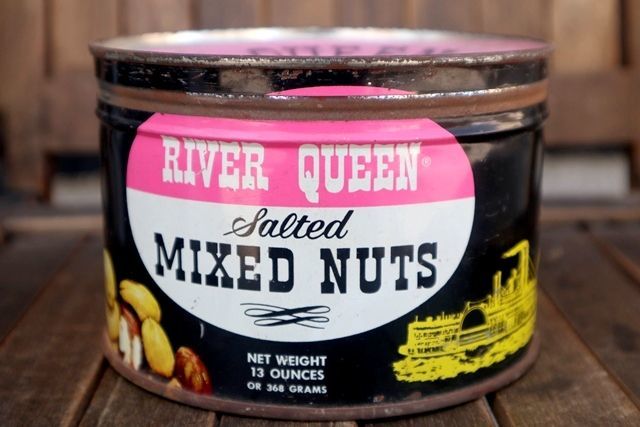 RIVER QUEEN®
Salted
MIXED NUTS
NET WEIGHT
13 OUNCES
OR 368 GRAMS